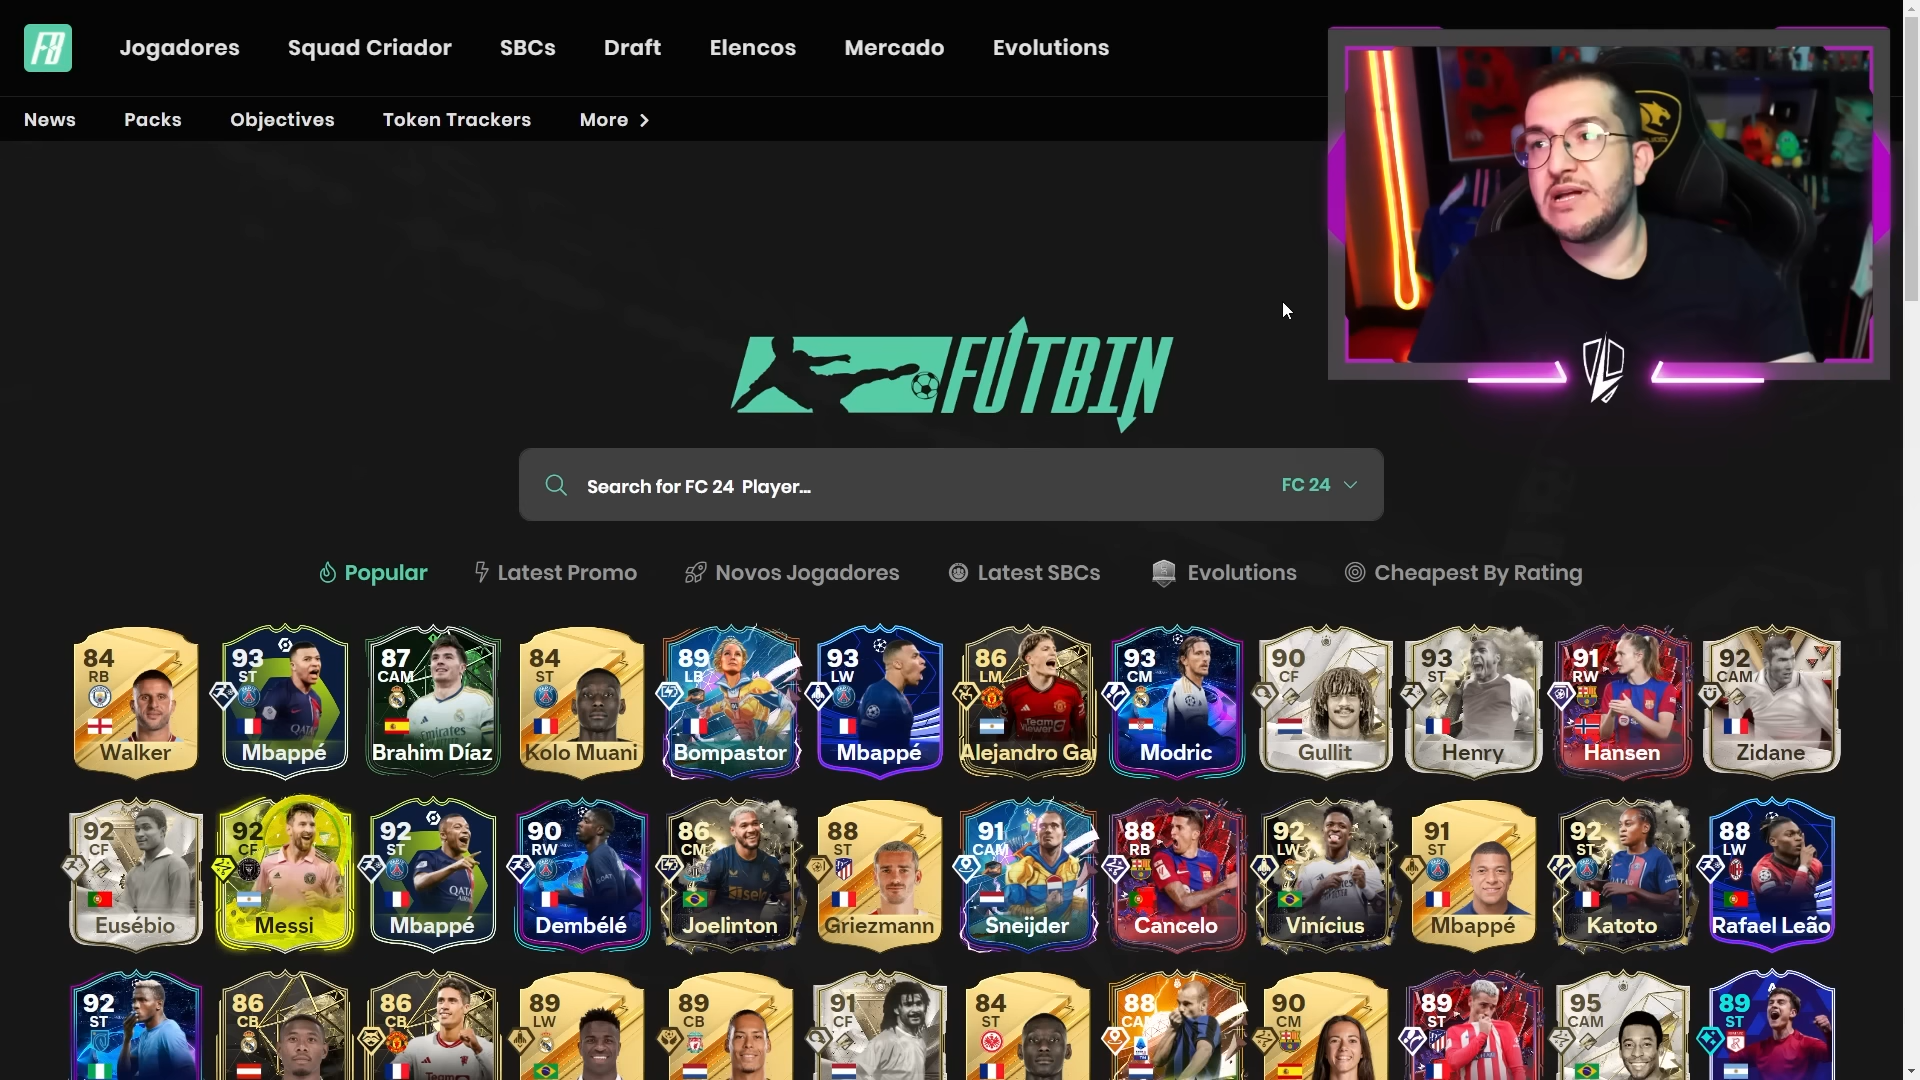 FB
Jogadores
Squad Criador
SBCs
Draft
Elencos
Mercado
Evolutions
News
Packs
Objectives
Token Trackers
More
FUTBIN
Search for FC 24 Player...
FC 24
Popular
Latest Promo
Novos Jogadores
Latest SBCs
Evolutions
Cheapest By Rating
84
RB
Walker
93
ST
Mbappé
87
CAM
Brahim Díaz
84
ST
Kolo Muani
89
LB
Bompastor
93
LW
Mbappé
86
LM
Alejandro Gar
93
CM
Modric
90
CF
Gullit
93
ST
Henry
91
RW
Hansen
92
CAM
Zidane
92
CF
Eusébio
92
CF
Messi
92
ST
Mbappé
90
RW
Dembélé
86
CM
Joelinton
88
ST
Griezmann
91
CAM
Sneijder
88
RB
Cancelo
92
LW
Vinícius
91
ST
Mbappé
92
ST
Katoto
88
LW
Rafael Leão
92
ST
86
CB
86
CB
89
LW
89
CB
91
CF
84
ST
88
CAM
90
CM
89
ST
95
CAM
89
ST